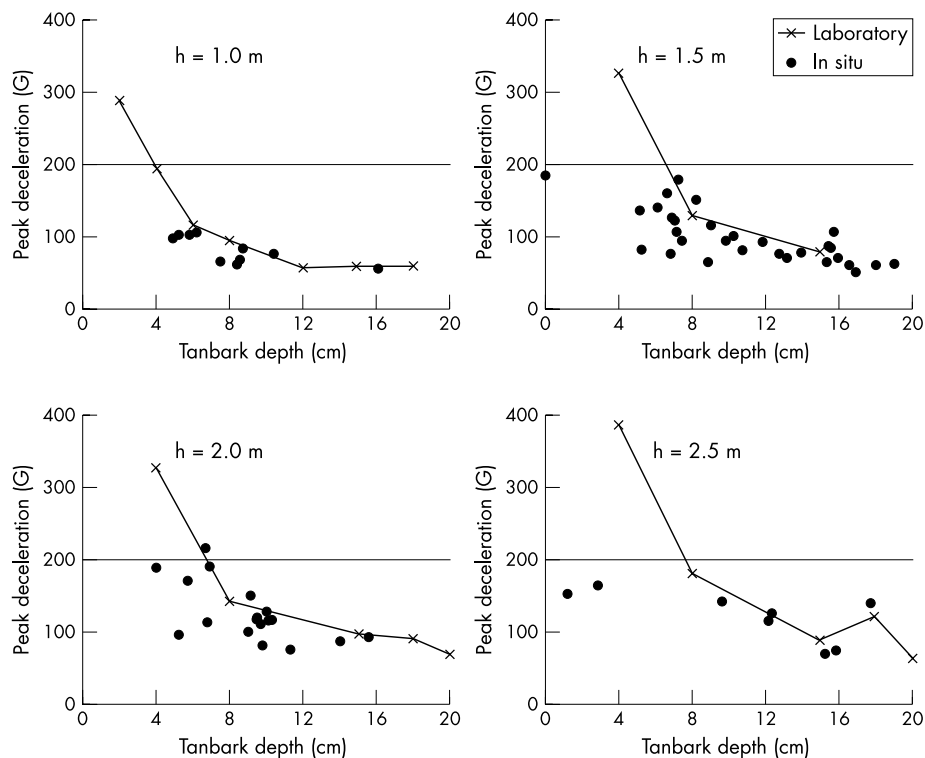 400
300
200
100
0
Peak deceleration (G)
h = 1.0 m
0 4 8 12 16 20
Tanbark depth (cm)
400
300
200
100
0
Peak deceleration (G)
h = 1.5 m
Laboratory
In situ
0 4 8 12 16 20
Tanbark depth (cm)
400
300
200
100
0
Peak deceleration (G)
h = 2.0 m
0 4 8 12 16 20
Tanbark depth (cm)
400
300
200
100
0
Peak deceleration (G)
h = 2.5 m
0 4 8 12 16 20
Tanbark depth (cm)